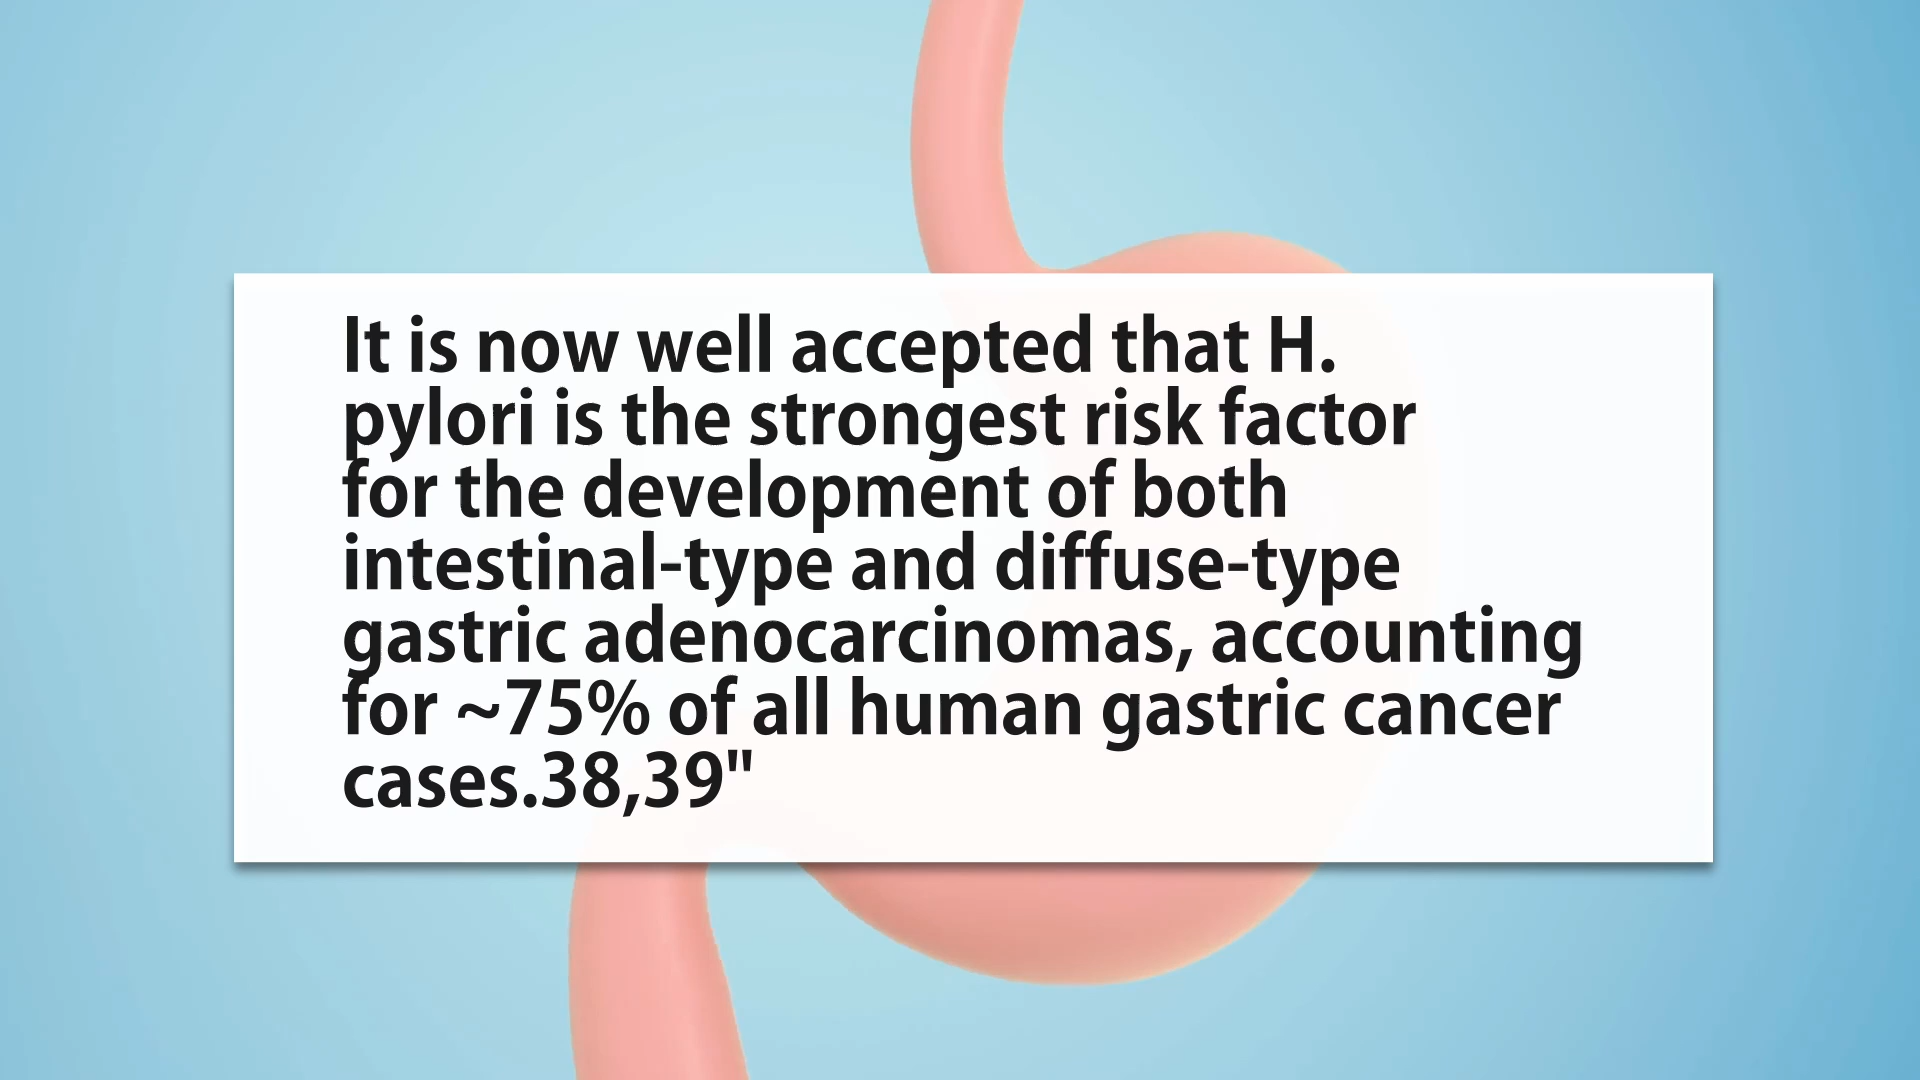 It is now well accepted that H.
pylori is the strongest risk factor
for the development of both
intestinal-type and diffuse-type
gastric adenocarcinomas, accounting
for ~75% of all human gastric cancer
cases.38,39"